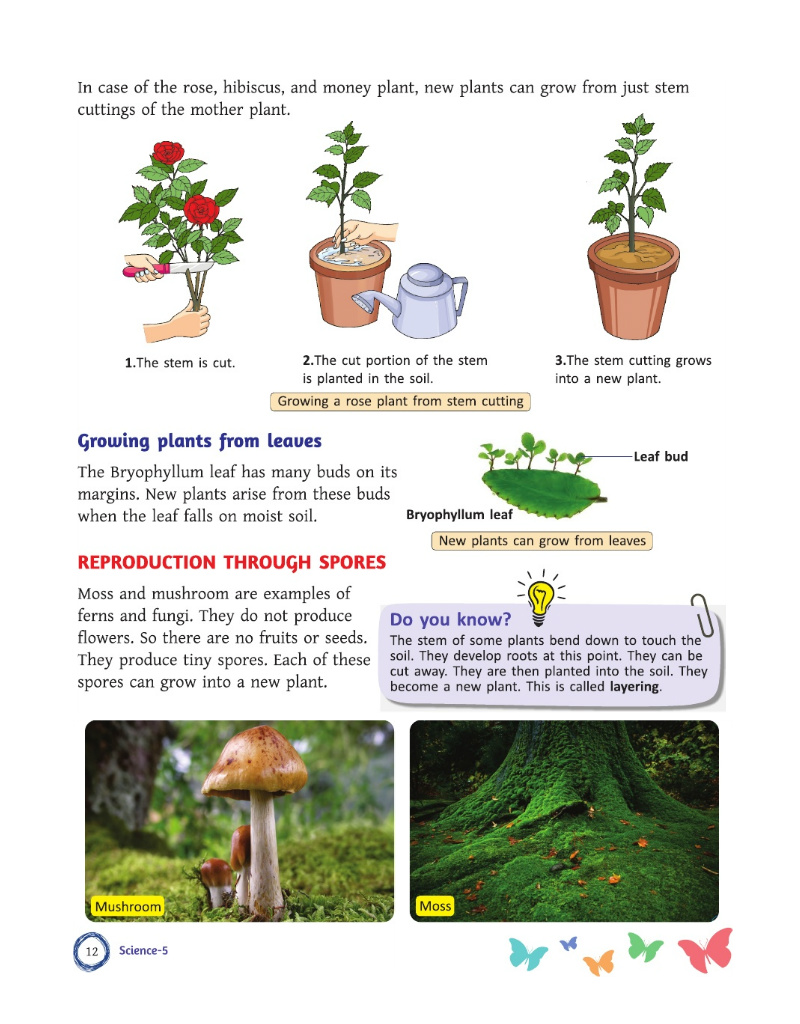 In case of the rose, hibiscus, and money plant, new plants can grow from just stem
cuttings of the mother plant.
1.The stem is cut.
2.The cut portion of the stem
is planted in the soil.
3.The stem cutting grows
into a new plant.
Growing a rose plant from stem cutting
Growing plants from leaves
The Bryophyllum leaf has many buds on its
margins. New plants arise from these buds
when the leaf falls on moist soil.
Leaf bud
Bryophyllum leaf
New plants can grow from leaves
REPRODUCTION THROUGH SPORES
Moss and mushroom are examples of
ferns and fungi. They do not produce
flowers. So there are no fruits or seeds.
They produce tiny spores. Each of these
spores can grow into a new plant.
Do you know?
The stem of some plants bend down to touch the
soil. They develop roots at this point. They can be
cut away. They are then planted into the soil. They
become a new plant. This is called layering.
Mushroom
Moss
12
Science-5